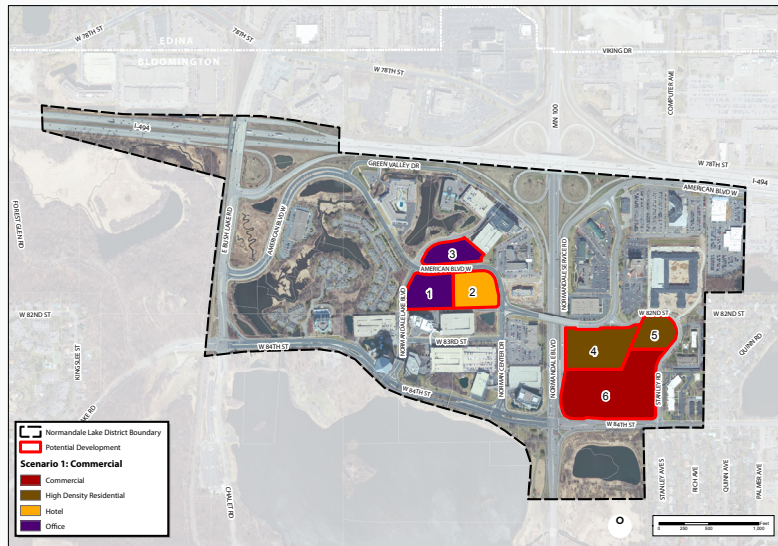 W 78TH ST
78TH ST
EDINA
BLOOMINGTON
W 78TH ST
VIKING DR
MN 100
COMPUTER AVE
I-494
GREEN VALLEY DR
W 78TH ST
I-494
AMERICAN BLVD W
FOREST GLEN RD
E BUSH LAKE RD
AMERICAN BLVD W
NORMANDALE SERVICE RD
3
AMERICAN BLVD W
1
2
NORMANDALE LAKE BLVD
W 82ND ST
W 82ND ST
W 82ND ST
5
4
W 83RD ST
W 84TH ST
KINGSLEE ST
NORMAN CENTER DR
NORMANDALE BLVD
QUINN RD
6
STANLEY RD
W 84TH ST
W 84TH ST
CHALET RD
STANLEY AVE S
RICH AVE
QUINN AVE
PALMER AVE
Normandale Lake District Boundary
Potential Development
Scenario 1: Commercial
Commercial
High Density Residential
Hotel
Office
O
Feet
0 250 500 1,000